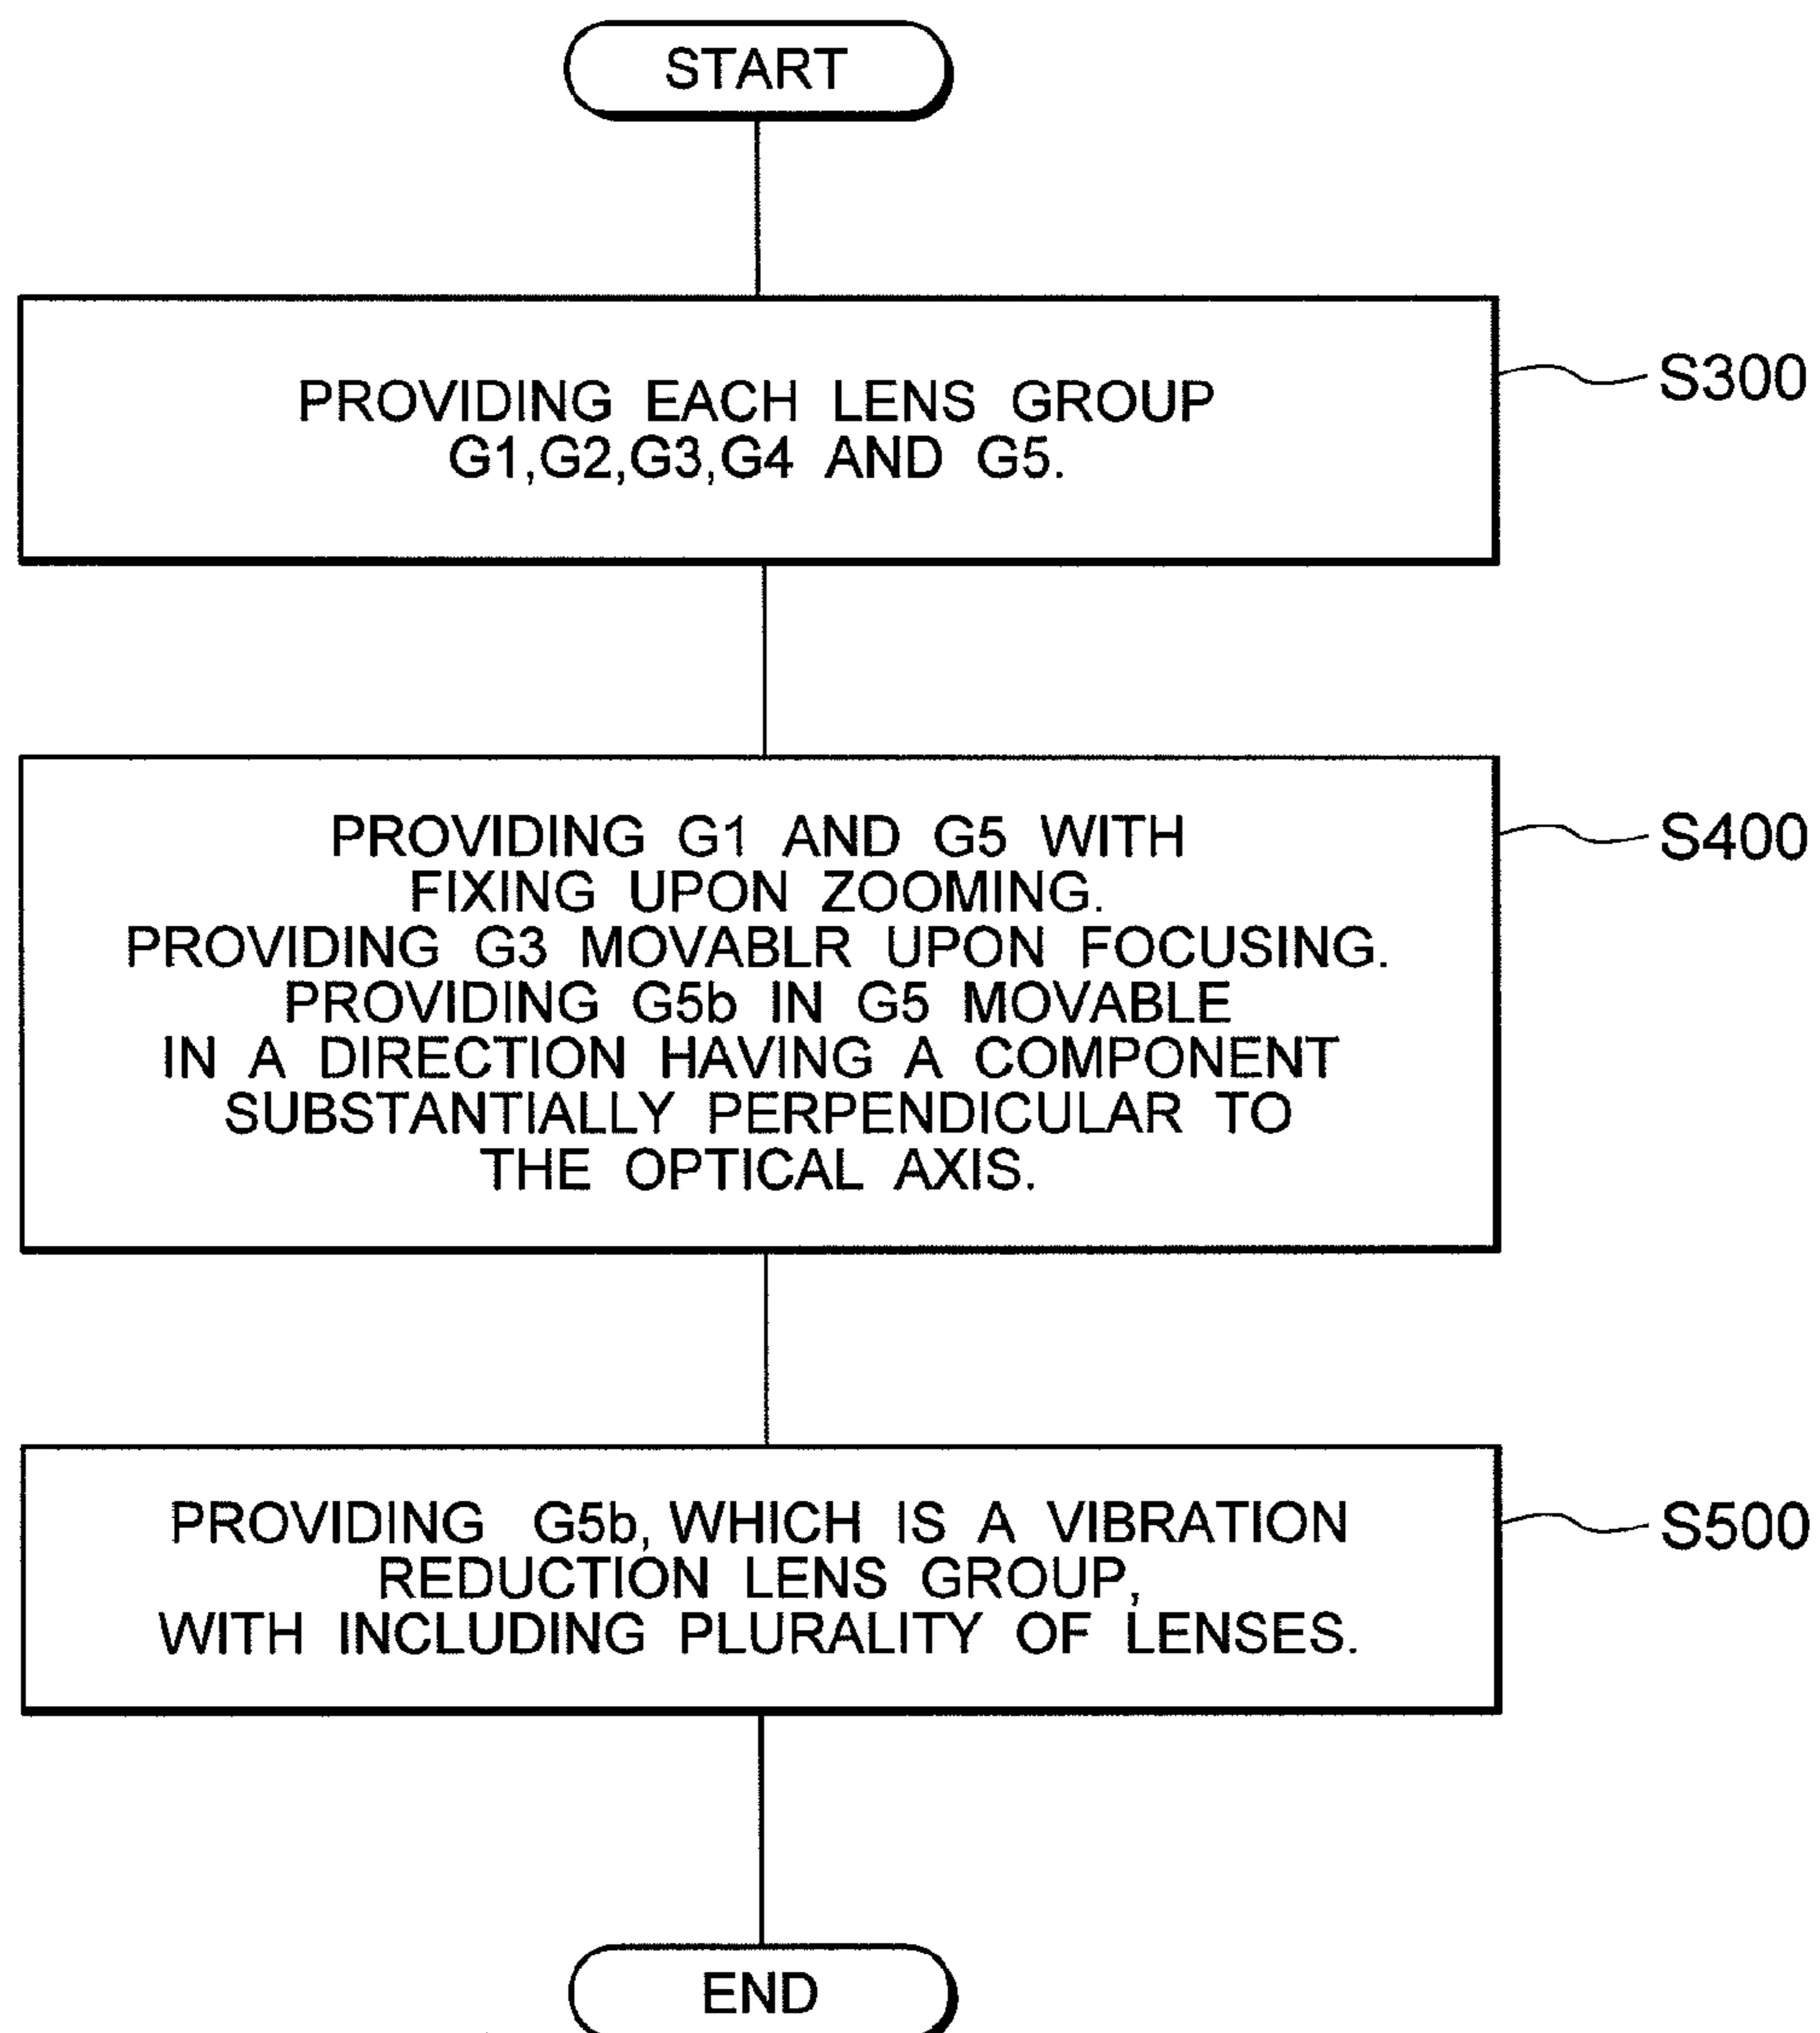 START
PROVIDING EACH LENS GROUP
G1,G2,G3,G4 AND G5.
S300
PROVIDING G1 AND G5 WITH
FIXING UPON ZOOMING.
PROVIDING G3 MOVABLR UPON FOCUSING.
PROVIDING G5b IN G5 MOVABLE
IN A DIRECTION HAVING A COMPONENT
SUBSTANTIALLY PERPENDICULAR TO
THE OPTICAL AXIS.
S400
PROVIDING G5b, WHICH IS A VIBRATION
REDUCTION LENS GROUP,
WITH INCLUDING PLURALITY OF LENSES.
S500
END